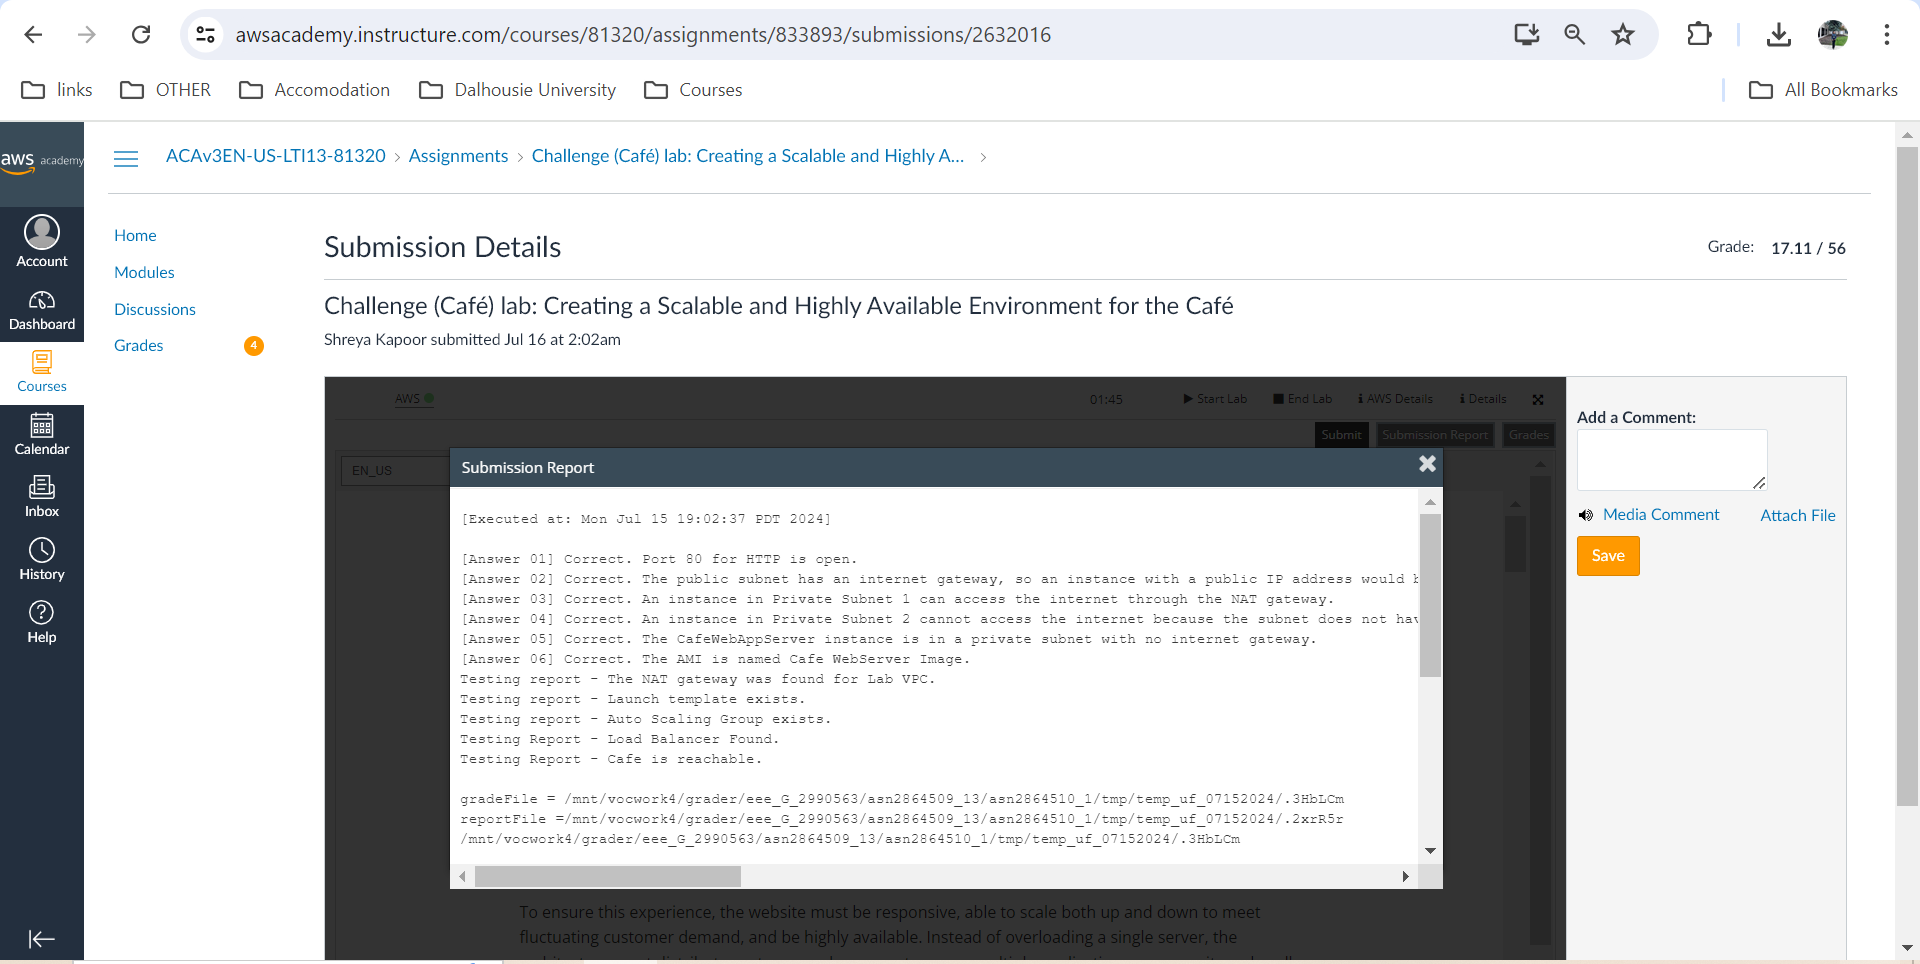 awsacademy.instructure.com/courses/81320/assignments/833893/submissions/2632016
links OTHER Accomodation Dalhousie University Courses All Bookmarks
aws academy
ACAv3EN-US-LTI13-81320 > Assignments > Challenge (Café) lab: Creating a Scalable and Highly A... >
Account
Dashboard
Courses
Calendar
Inbox
History
Help
Home
Modules
Discussions
Grades 4
Submission Details
Grade: 17.11 / 56
Challenge (Café) lab: Creating a Scalable and Highly Available Environment for the Café
Shreya Kapoor submitted Jul 16 at 2:02am
AWS 01:45 Start Lab End Lab AWS Details Details
Submit Submission Report Grades
EN_US
Submission Report
[Executed at: Mon Jul 15 19:02:37 PDT 2024]
[Answer 01] Correct. Port 80 for HTTP is open.
[Answer 02] Correct. The public subnet has an internet gateway, so an instance with a public IP address would
[Answer 03] Correct. An instance in Private Subnet 1 can access the internet through the NAT gateway.
[Answer 04] Correct. An instance in Private Subnet 2 cannot access the internet because the subnet does not
[Answer 05] Correct. The CafeWebAppServer instance is in a private subnet with no internet gateway.
[Answer 06] Correct. The AMI is named Cafe WebServer Image.
Testing report - The NAT gateway was found for Lab VPC.
Testing report - Launch template exists.
Testing report - Auto Scaling Group exists.
Testing Report - Load Balancer Found.
Testing Report - Cafe is reachable.
gradeFile = /mnt/vocwork4/grader/eee_G_2990563/asn2864509_13/asn2864510_1/tmp/temp_uf_07152024/.3HbLCm
reportFile =/mnt/vocwork4/grader/eee_G_2990563/asn2864509_13/asn2864510_1/tmp/temp_uf_07152024/.2xrR5r
/mnt/vocwork4/grader/eee_G_2990563/asn2864509_13/asn2864510_1/tmp/temp_uf_07152024/.3HbLCm
To ensure this experience, the website must be responsive, able to scale both up and down to meet
fluctuating customer demand, and be highly available. Instead of overloading a single server, the
Add a Comment:
Media Comment Attach File
Save